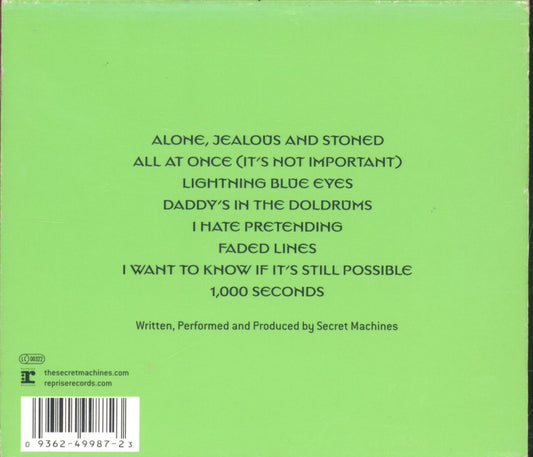 ALONE, JEALOUS AND STONED
ALL AT ONCE (IT'S NOT IMPORTANT)
LIGHTNING BLUE EYES
DADDY'S IN THE DOLDRUMS
I HATE PRETENDING
FADED LINES
I WANT TO KNOW IF IT'S STILL POSSIBLE
1,000 SECONDS
Written, Performed and Produced by Secret Machines
LC 00322
thesecretmachines.com
r repriserecords.com
0 9362-49987-2 3